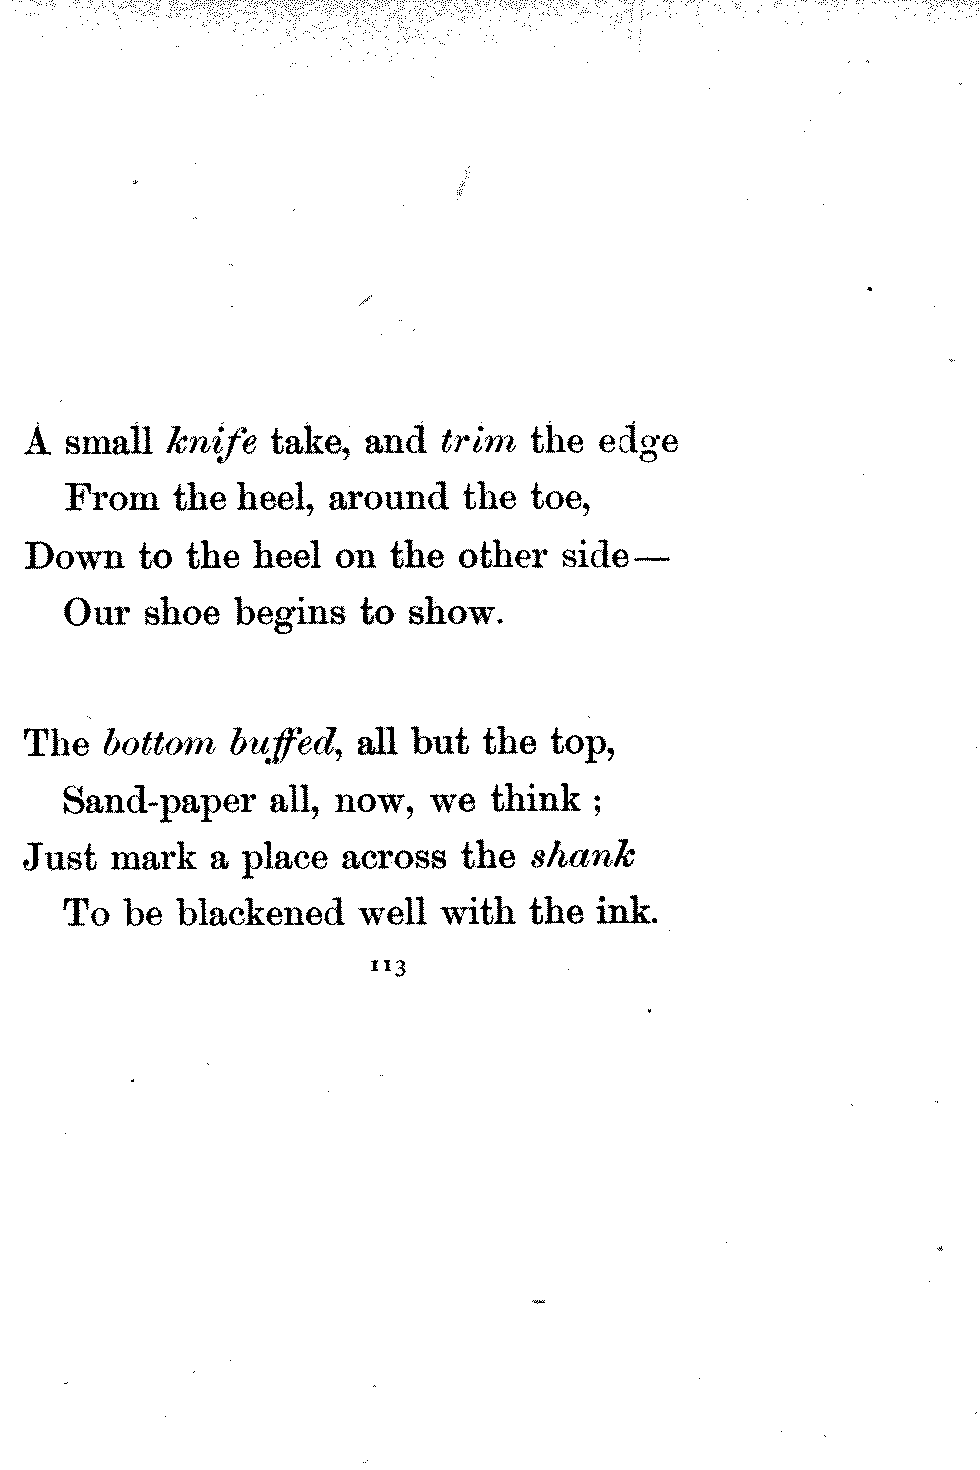 A small knife take, and trim the edge
From the heel, around the toe,
Down to the heel on the other side—
Our shoe begins to show.

The bottom buffed, all but the top,
Sand-paper all, now, we think ;
Just mark a place across the shank
To be blackened well with the ink.
113